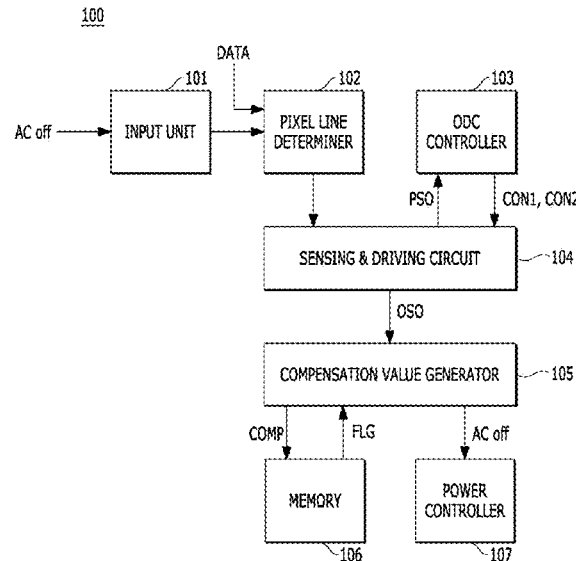 100
DATA
101
102
103
AC off
INPUT UNIT
PIXEL LINE
DETERMINER
ODC
CONTROLLER
PSO
CON1, CON2
SENSING & DRIVING CIRCUIT
104
OSO
COMPENSATION VALUE GENERATOR
105
COMP
FLG
AC off
MEMORY
POWER
CONTROLLER
106
107